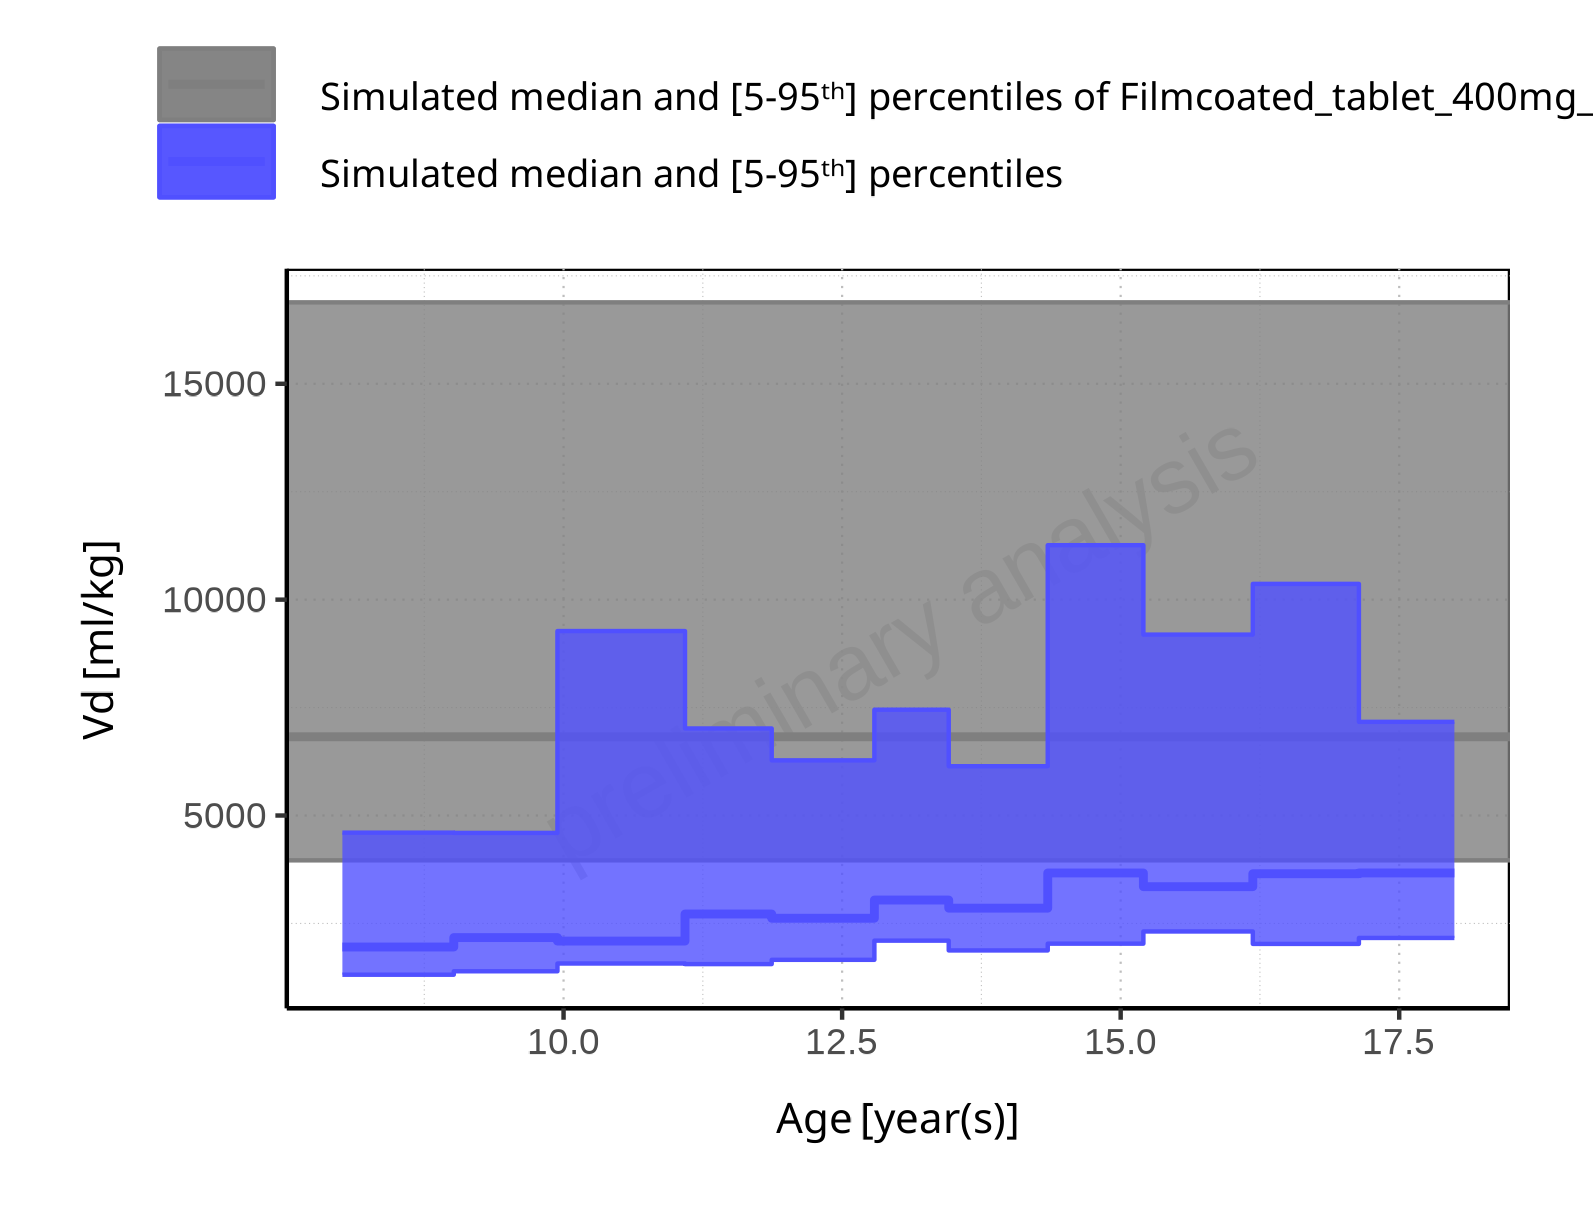 Simulated median and [5-95ᵗʰ] percentiles of Filmcoated_tablet_400mg_
Simulated median and [5-95ᵗʰ] percentiles
15000
10000
5000
Vd [ml/kg]
preliminary analysis
10.0 12.5 15.0 17.5
Age [year(s)]